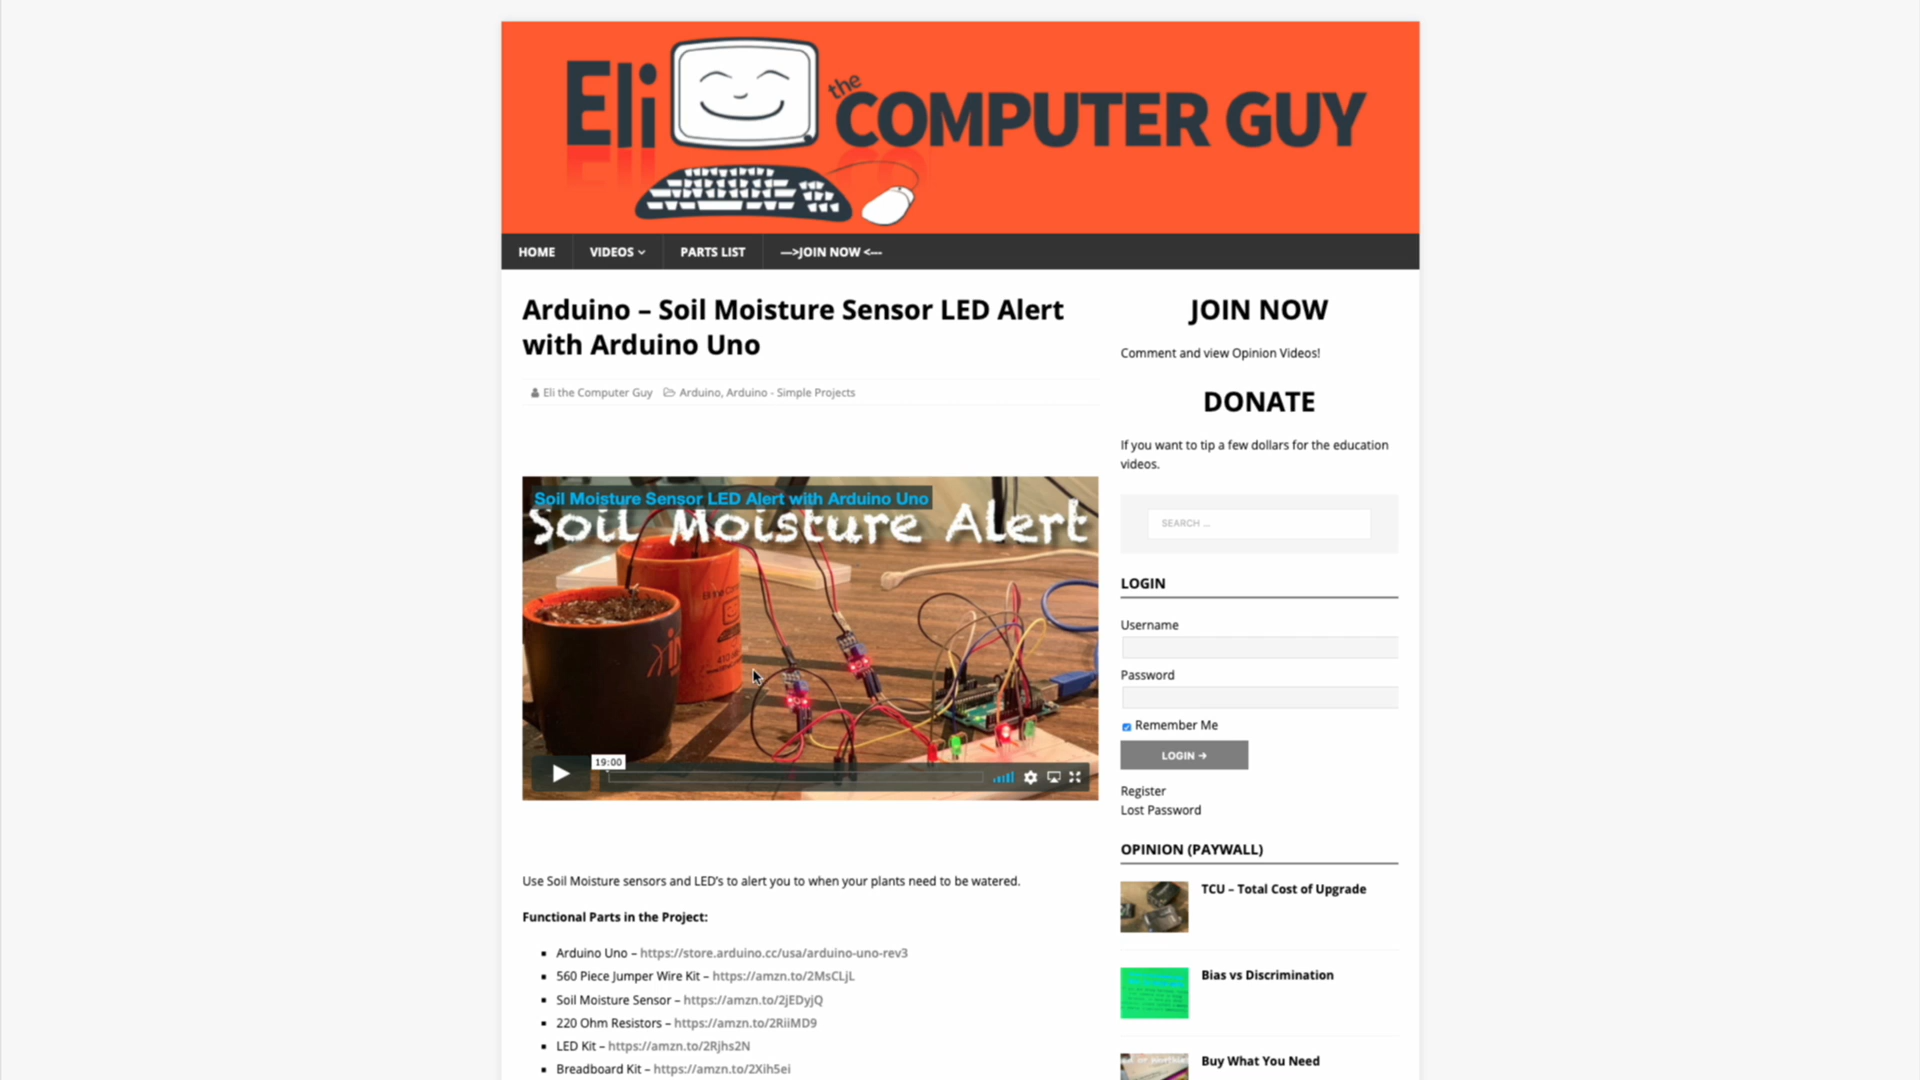 Eli the COMPUTER GUY
HOME VIDEOS PARTS LIST --->JOIN NOW <---
Arduino – Soil Moisture Sensor LED Alert
with Arduino Uno
Eli the Computer Guy Arduino, Arduino - Simple Projects
Soil Moisture Sensor LED Alert with Arduino Uno
Soil Moisture Alert
19:00
Use Soil Moisture sensors and LED's to alert you to when your plants need to be watered.
Functional Parts in the Project:
Arduino Uno – https://store.arduino.cc/usa/arduino-uno-rev3
560 Piece Jumper Wire Kit – https://amzn.to/2MsCLjL
Soil Moisture Sensor – https://amzn.to/2jEDyjQ
220 Ohm Resistors – https://amzn.to/2RiiMD9
LED Kit – https://amzn.to/2Rjhs2N
Breadboard Kit – https://amzn.to/2Xih5ei
JOIN NOW
Comment and view Opinion Videos!
DONATE
If you want to tip a few dollars for the education
videos.
SEARCH ...
LOGIN
Username
Password
Remember Me
LOGIN →
Register
Lost Password
OPINION (PAYWALL)
TCU – Total Cost of Upgrade
Bias vs Discrimination
Buy What You Need